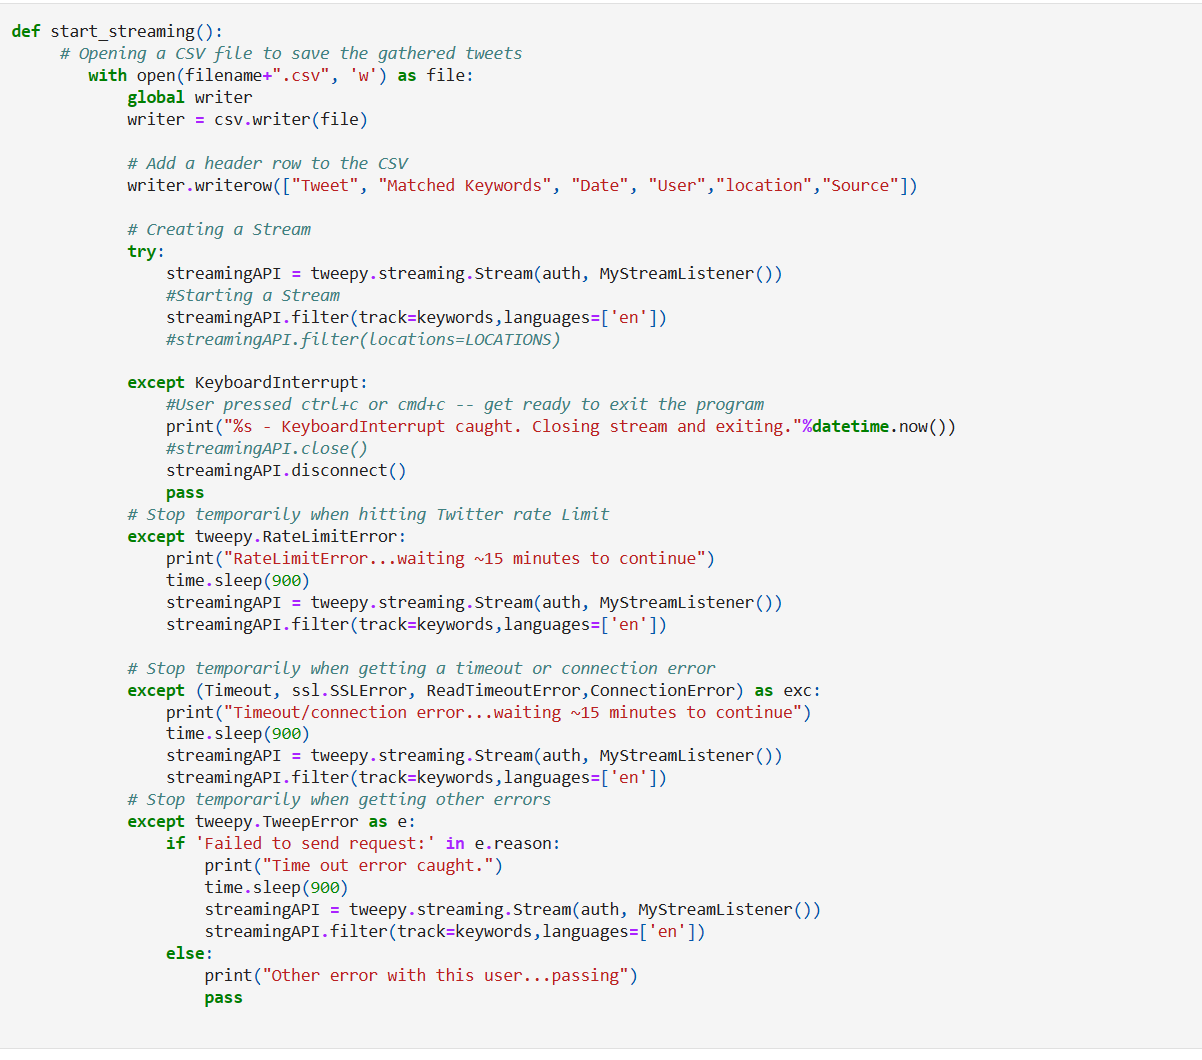 def start_streaming():
     # Opening a CSV file to save the gathered tweets
        with open(filename+".csv", 'w') as file:
            global writer
            writer = csv.writer(file)

            # Add a header row to the CSV
            writer.writerow(["Tweet", "Matched Keywords", "Date", "User","location","Source"])

            # Creating a Stream
            try:
                streamingAPI = tweepy.streaming.Stream(auth, MyStreamListener())
                #Starting a Stream
                streamingAPI.filter(track=keywords,languages=['en'])
                #streamingAPI.filter(locations=LOCATIONS)

            except KeyboardInterrupt:
                #User pressed ctrl+c or cmd+c -- get ready to exit the program
                print("%s - KeyboardInterrupt caught. Closing stream and exiting."%datetime.now())
                #streamingAPI.close()
                streamingAPI.disconnect()
                pass
            # Stop temporarily when hitting Twitter rate Limit
            except tweepy.RateLimitError:
                print("RateLimitError...waiting ~15 minutes to continue")
                time.sleep(900)
                streamingAPI = tweepy.streaming.Stream(auth, MyStreamListener())
                streamingAPI.filter(track=keywords,languages=['en'])

            # Stop temporarily when getting a timeout or connection error
            except (Timeout, ssl.SSLError, ReadTimeoutError,ConnectionError) as exc:
                print("Timeout/connection error...waiting ~15 minutes to continue")
                time.sleep(900)
                streamingAPI = tweepy.streaming.Stream(auth, MyStreamListener())
                streamingAPI.filter(track=keywords,languages=['en'])
            # Stop temporarily when getting other errors
            except tweepy.TweepError as e:
                if 'Failed to send request:' in e.reason:
                    print("Time out error caught.")
                    time.sleep(900)
                    streamingAPI = tweepy.streaming.Stream(auth, MyStreamListener())
                    streamingAPI.filter(track=keywords,languages=['en'])
                else:
                    print("Other error with this user...passing")
                    pass